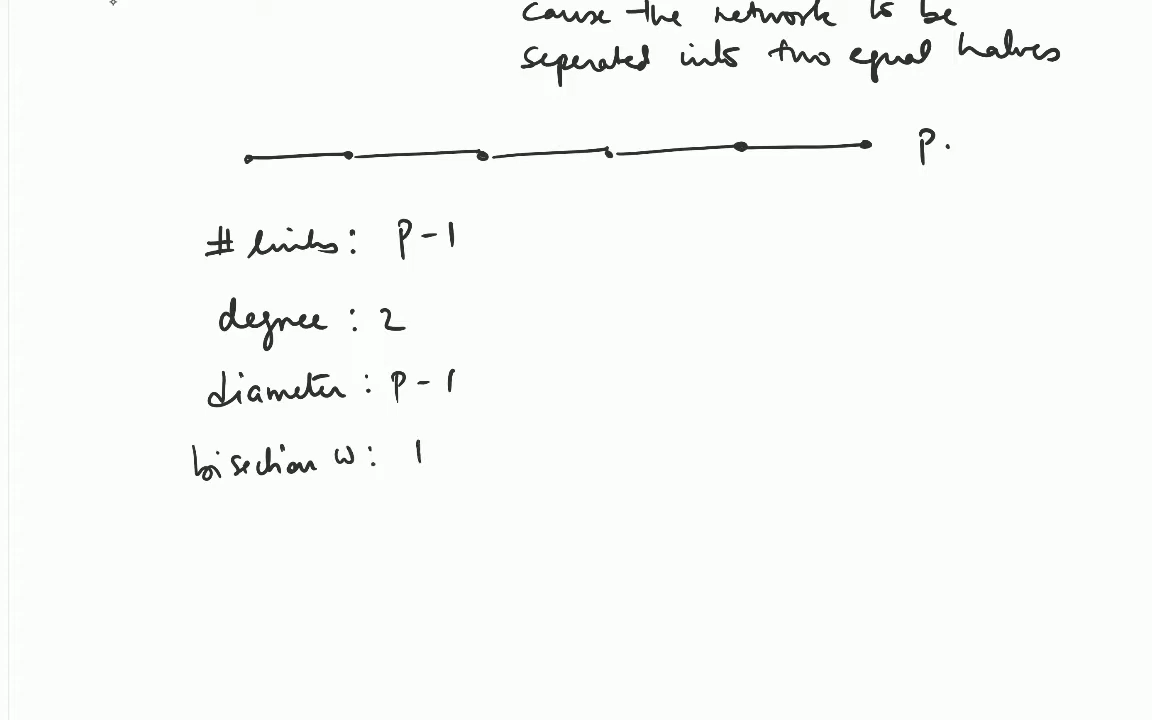 cause the network to be
seperated into two equal halves
P.
# links: P-1
degree: 2
diameter: P-1
bisection w: 1